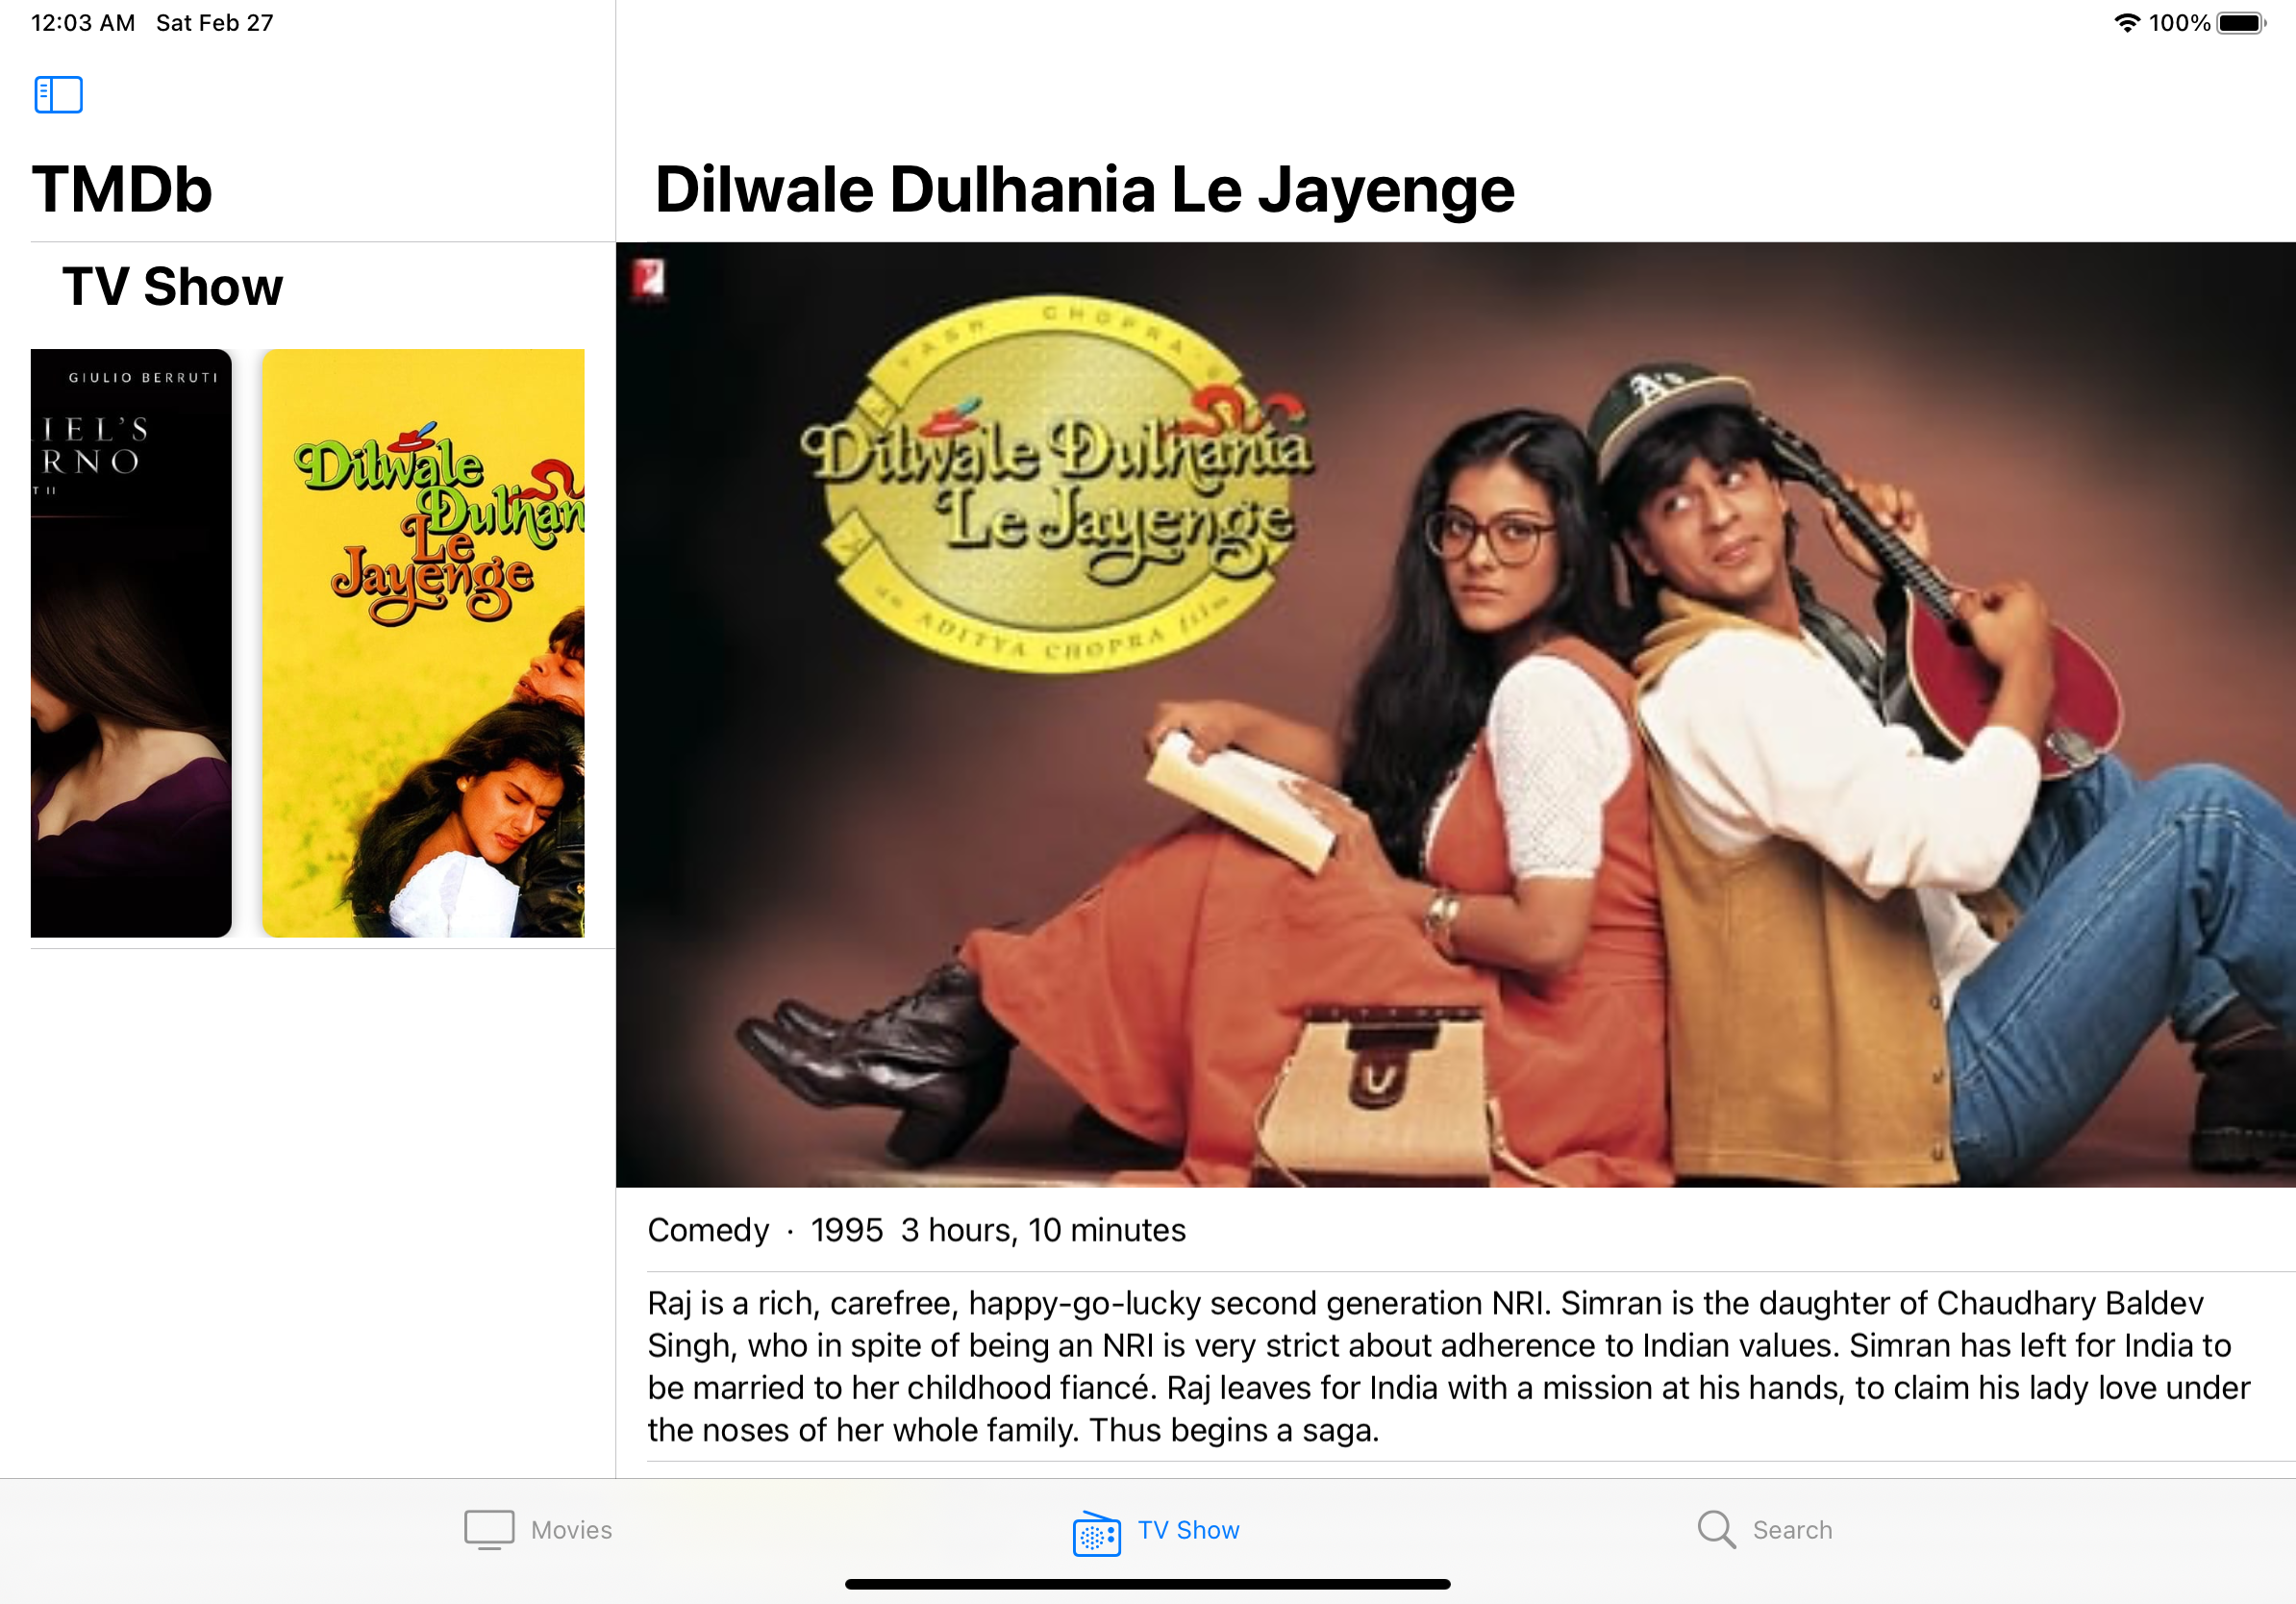 12:03 AM Sat Feb 27
100%
TMDb
TV Show
GIULIO BERRUTI
IEL'S
RNO
T II
Dilwale
Dulhan
Le
Jayenge
Dilwale Dulhania Le Jayenge
YASH CHOPRA'S
Dilwale Dulhania
Le Jayenge
an ADITYA CHOPRA film
A's
Comedy · 1995 3 hours, 10 minutes
Raj is a rich, carefree, happy-go-lucky second generation NRI. Simran is the daughter of Chaudhary Baldev
Singh, who in spite of being an NRI is very strict about adherence to Indian values. Simran has left for India to
be married to her childhood fiancé. Raj leaves for India with a mission at his hands, to claim his lady love under
the noses of her whole family. Thus begins a saga.
Movies
TV Show
Search